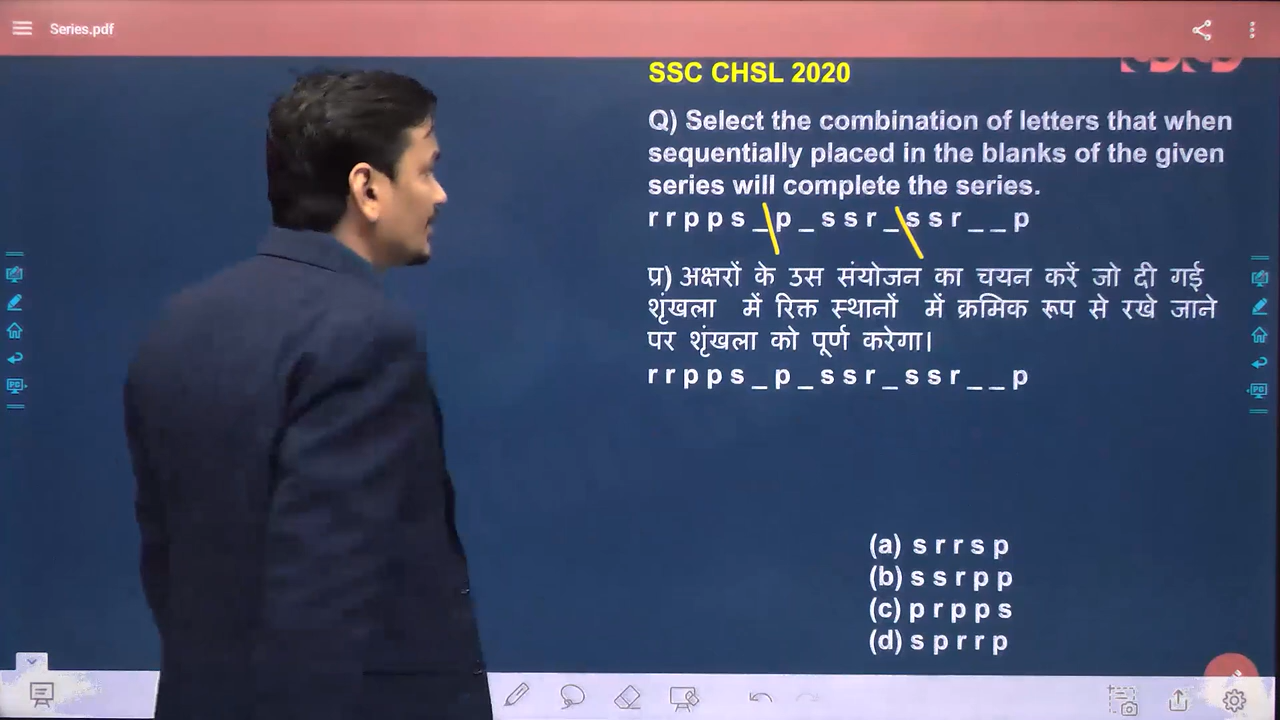 Series.pdf
SSC CHSL 2020
Q) Select the combination of letters that when
sequentially placed in the blanks of the given
series will complete the series.
r r p p s _ p _ s s r _ s s r _ _ p
प्र) अक्षरों के उस संयोजन का चयन करें जो दी गई
शृंखला में रिक्त स्थानों में क्रमिक रूप से रखे जाने
पर शृंखला को पूर्ण करेगा।
r r p p s _ p _ s s r _ s s r _ _ p
(a) s r r s p
(b) s s r p p
(c) p r p p s
(d) s p r r p